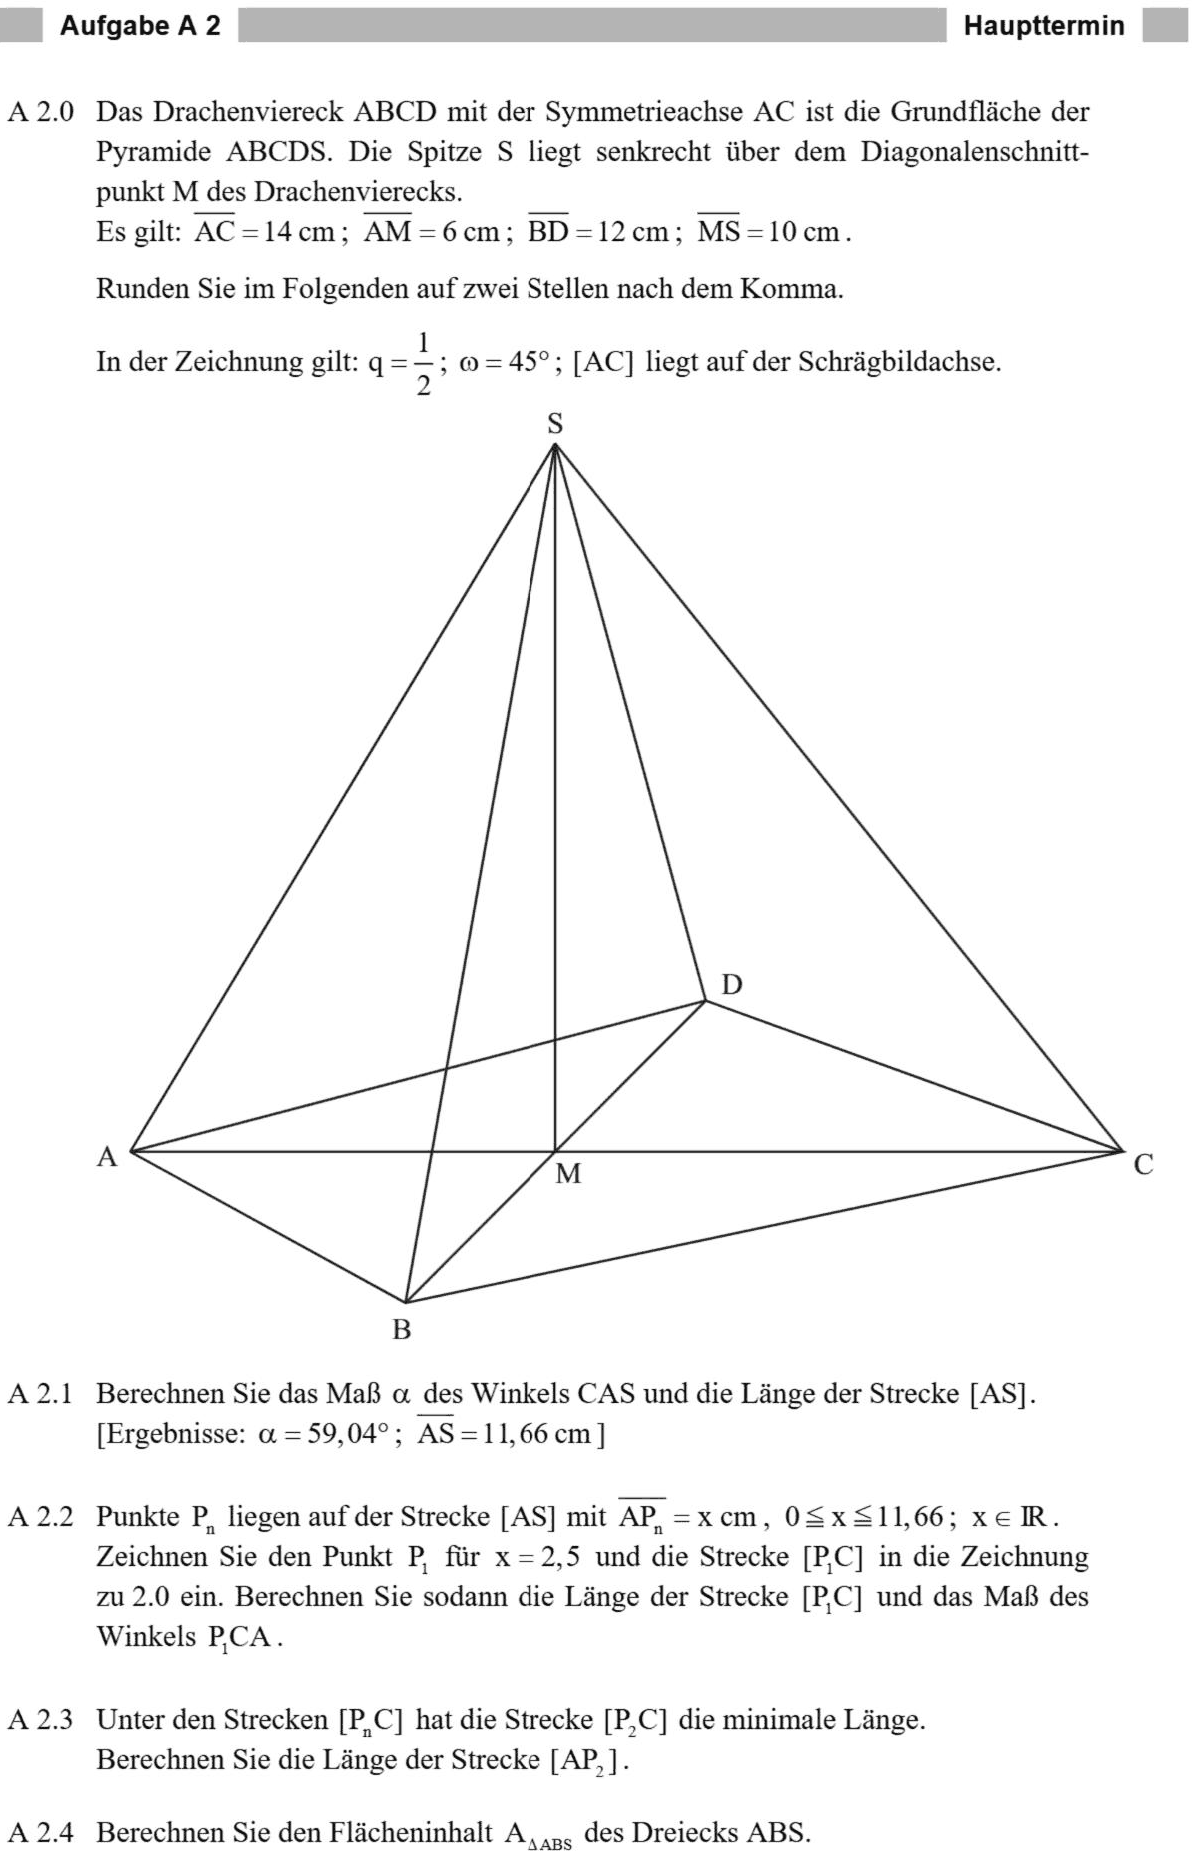 Aufgabe A 2 Haupttermin
A 2.0 Das Drachenviereck ABCD mit der Symmetrieachse AC ist die Grundfläche der
Pyramide ABCDS. Die Spitze S liegt senkrecht über dem Diagonalenschnitt-
punkt M des Drachenvierecks.
Es gilt: A̅C̅ = 14 cm ; A̅M̅ = 6 cm ; B̅D̅ = 12 cm ; M̅S̅ = 10 cm .
Runden Sie im Folgenden auf zwei Stellen nach dem Komma.
In der Zeichnung gilt: q = 1/2 ; ω = 45° ; [AC] liegt auf der Schrägbildachse.
S
D
A
M
C
B
A 2.1 Berechnen Sie das Maß α des Winkels CAS und die Länge der Strecke [AS].
[Ergebnisse: α = 59,04° ; A̅S̅ = 11,66 cm ]
A 2.2 Punkte Pₙ liegen auf der Strecke [AS] mit A̅P̅ₙ̅ = x cm , 0 ≦ x ≦ 11,66 ; x ∈ ℝ .
Zeichnen Sie den Punkt P₁ für x = 2,5 und die Strecke [P₁C] in die Zeichnung
zu 2.0 ein. Berechnen Sie sodann die Länge der Strecke [P₁C] und das Maß des
Winkels P₁CA .
A 2.3 Unter den Strecken [PₙC] hat die Strecke [P₂C] die minimale Länge.
Berechnen Sie die Länge der Strecke [AP₂] .
A 2.4 Berechnen Sie den Flächeninhalt A_ΔABS des Dreiecks ABS.